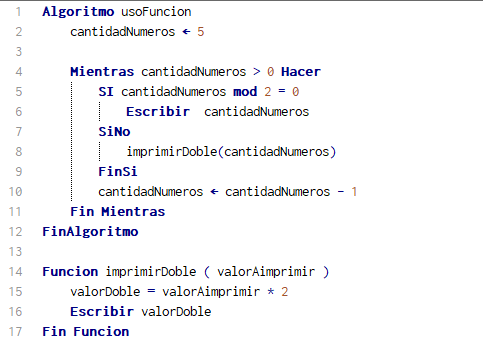 1 Algoritmo usoFuncion
2 cantidadNumeros ← 5
3
4 Mientras cantidadNumeros > 0 Hacer
5 SI cantidadNumeros mod 2 = 0
6 Escribir cantidadNumeros
7 SiNo
8 imprimirDoble(cantidadNumeros)
9 FinSi
10 cantidadNumeros ← cantidadNumeros - 1
11 Fin Mientras
12 FinAlgoritmo
13
14 Funcion imprimirDoble ( valorAimprimir )
15 valorDoble = valorAimprimir * 2
16 Escribir valorDoble
17 Fin Funcion